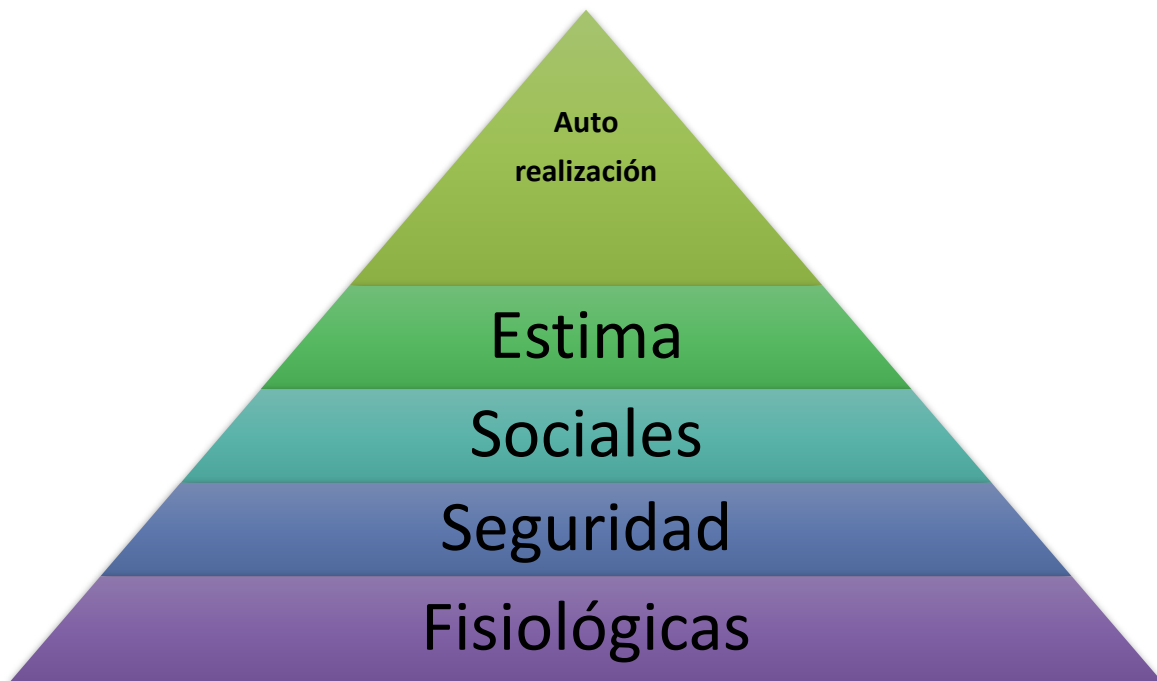 Auto
realización
Estima
Sociales
Seguridad
Fisiológicas